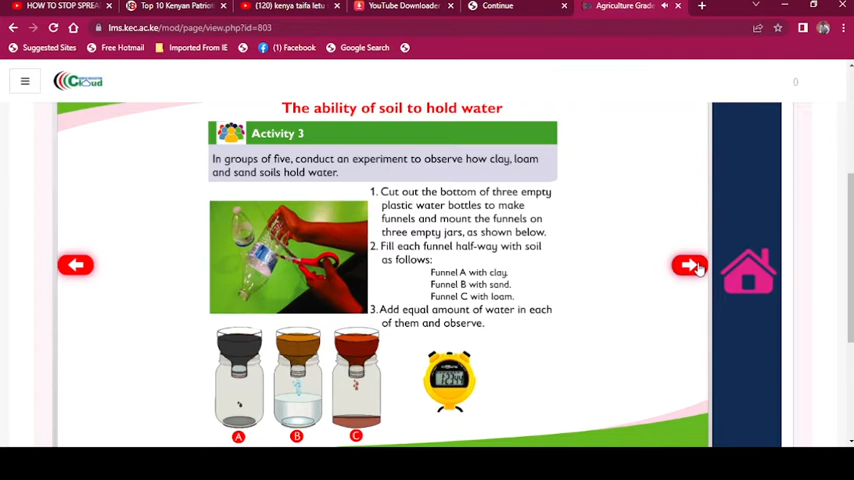 HOW TO STOP SPREA
Top 10 Kenyan Patriot
(120) kenya taifa letu
YouTube Downloader
Continue
Agriculture Grade
lms.kec.ac.ke/mod/page/view.php?id=803
Suggested Sites
Free Hotmail
Imported From IE
(1) Facebook
Google Search
Cloud
The ability of soil to hold water
Activity 3
In groups of five, conduct an experiment to observe how clay, loam
and sand soils hold water.
1. Cut out the bottom of three empty
plastic water bottles to make
funnels and mount the funnels on
three empty jars, as shown below.
2. Fill each funnel half-way with soil
as follows:
Funnel A with clay.
Funnel B with sand.
Funnel C with loam.
3. Add equal amount of water in each
of them and observe.
A
B
C